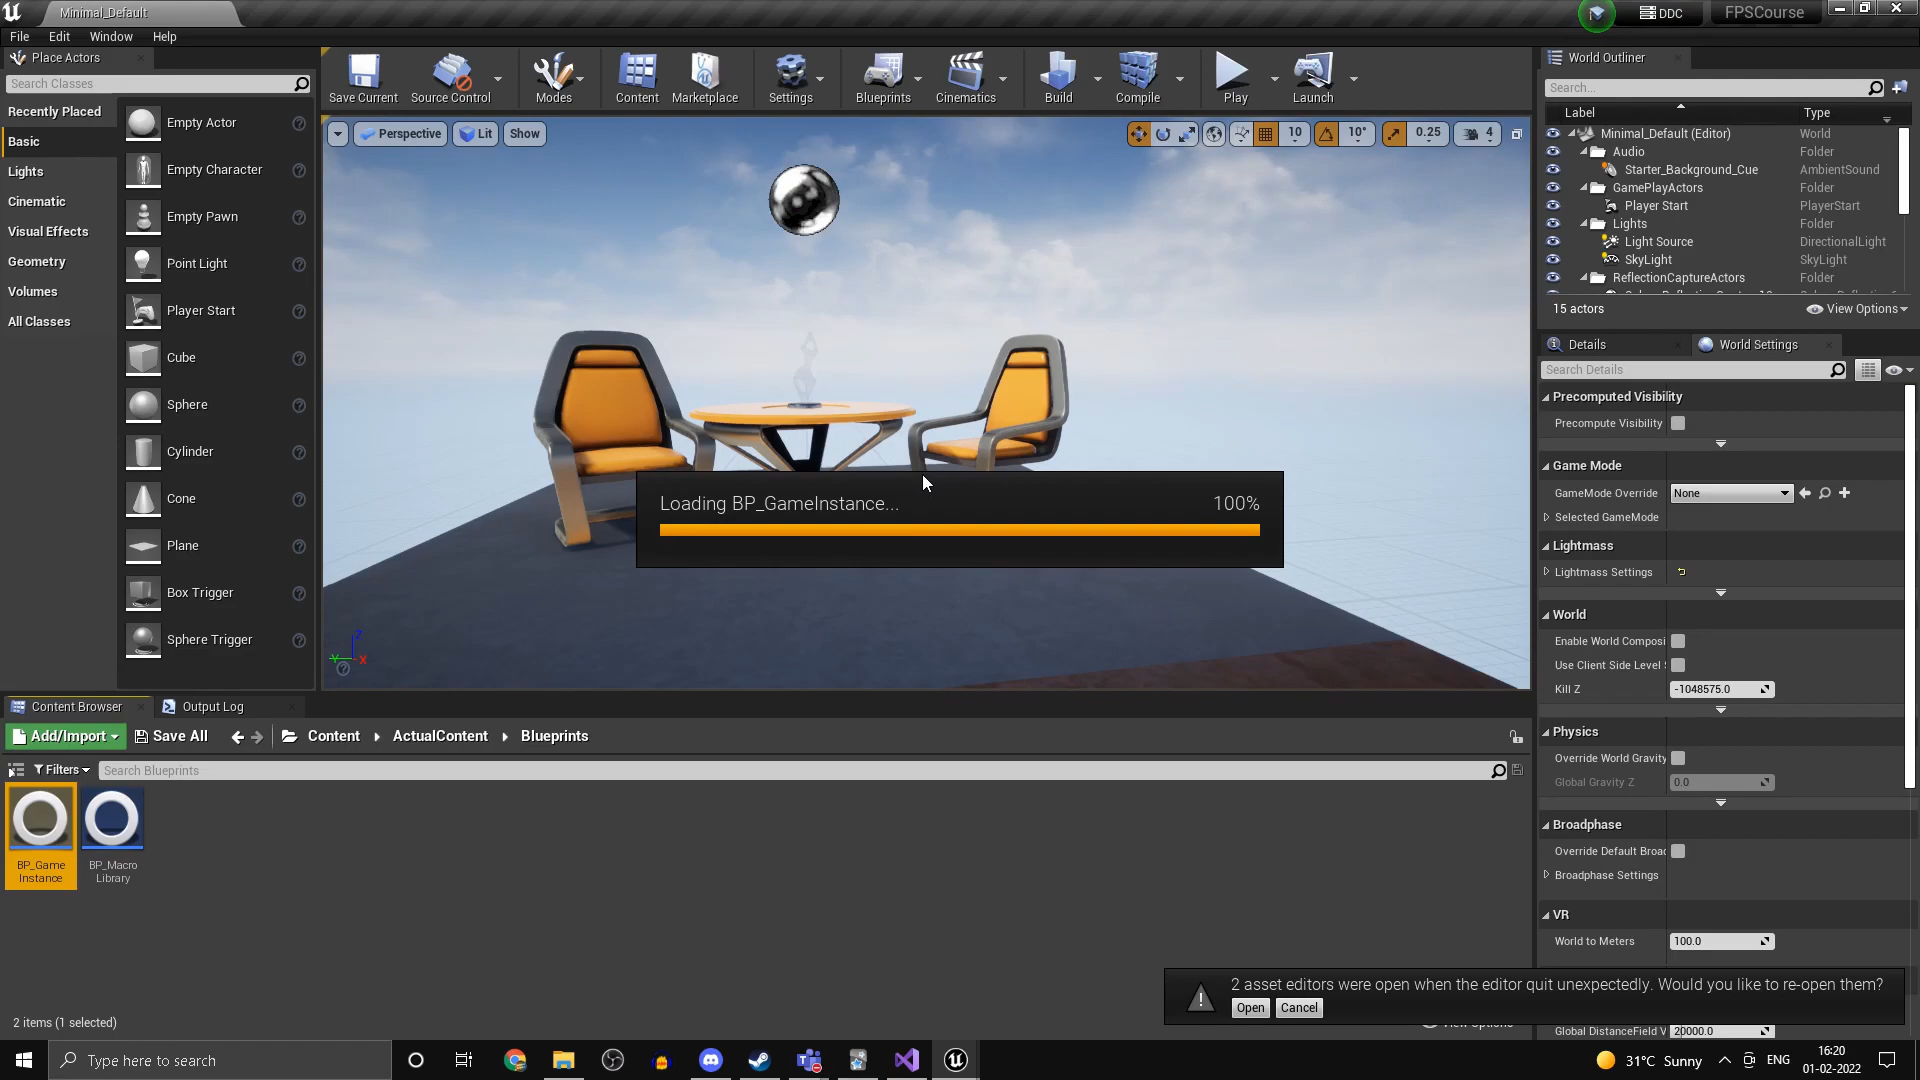 Minimal_Default
DDC
FPSCourse
File
Edit
Window
Help
Place Actors
Search Classes
Recently Placed
Basic
Lights
Cinematic
Visual Effects
Geometry
Volumes
All Classes
Empty Actor
Empty Character
Empty Pawn
Point Light
Player Start
Cube
Sphere
Cylinder
Cone
Plane
Box Trigger
Sphere Trigger
Save Current
Source Control
Modes
Content
Marketplace
Settings
Blueprints
Cinematics
Build
Compile
Play
Launch
Perspective
Lit
Show
10
10°
0.25
4
Loading BP_GameInstance...
100%
Z
Y
X
World Outliner
Search...
Label
Type
Minimal_Default (Editor)
World
Audio
Folder
Starter_Background_Cue
AmbientSound
GamePlayActors
Folder
Player Start
PlayerStart
Lights
Folder
Light Source
DirectionalLight
SkyLight
SkyLight
ReflectionCaptureActors
Folder
15 actors
View Options
Details
World Settings
Search Details
Precomputed Visibility
Precompute Visibility
Game Mode
GameMode Override
None
Selected GameMode
Lightmass
Lightmass Settings
World
Enable World Composi
Use Client Side Level
Kill Z
-1048575.0
Physics
Override World Gravity
Global Gravity Z
0.0
Broadphase
Override Default Broad
Broadphase Settings
VR
World to Meters
100.0
Global DistanceField V
20000.0
Content Browser
Output Log
Add/Import
Save All
Content
ActualContent
Blueprints
Filters
Search Blueprints
BP_Game
Instance
BP_Macro
Library
2 items (1 selected)
2 asset editors were open when the editor quit unexpectedly. Would you like to re-open them?
Open
Cancel
Type here to search
31°C Sunny
ENG
16:20
01-02-2022